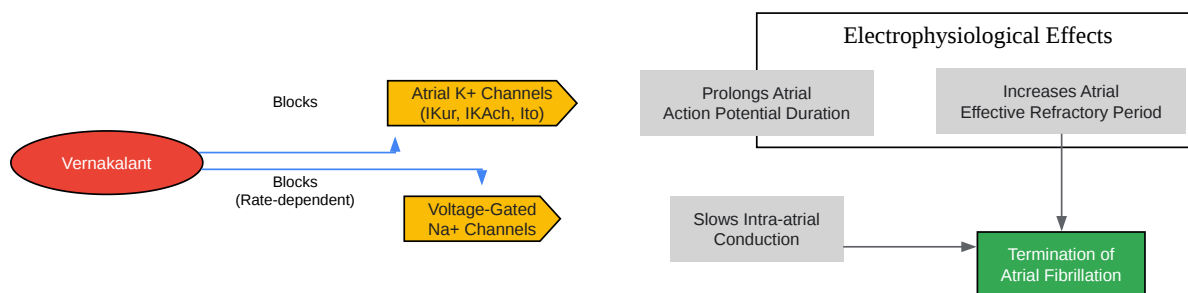 Electrophysiological Effects
Blocks
Atrial K+ Channels
(IKur, IKAch, Ito)
Prolongs Atrial
Action Potential Duration
Increases Atrial
Effective Refractory Period
Vernakalant
Blocks
(Rate-dependent)
Voltage-Gated
Na+ Channels
Slows Intra-atrial
Conduction
Termination of
Atrial Fibrillation